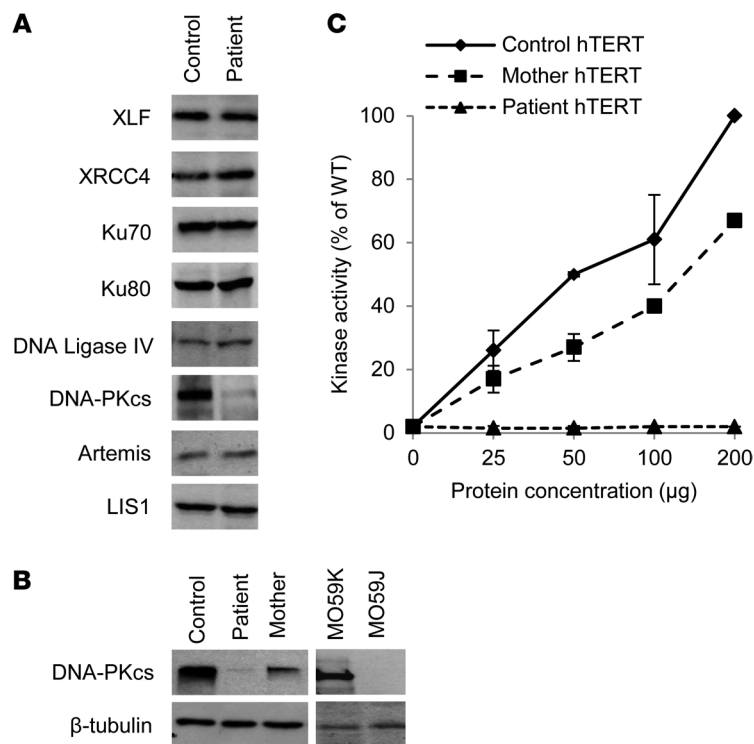 A
Control
Patient
XLF
XRCC4
Ku70
Ku80
DNA Ligase IV
DNA-PKcs
Artemis
LIS1
B
Control
Patient
Mother
MO59K
MO59J
DNA-PKcs
β-tubulin
C
Control hTERT
Mother hTERT
Patient hTERT
Kinase activity (% of WT)
100
80
60
40
20
0
0 25 50 100 200
Protein concentration (µg)